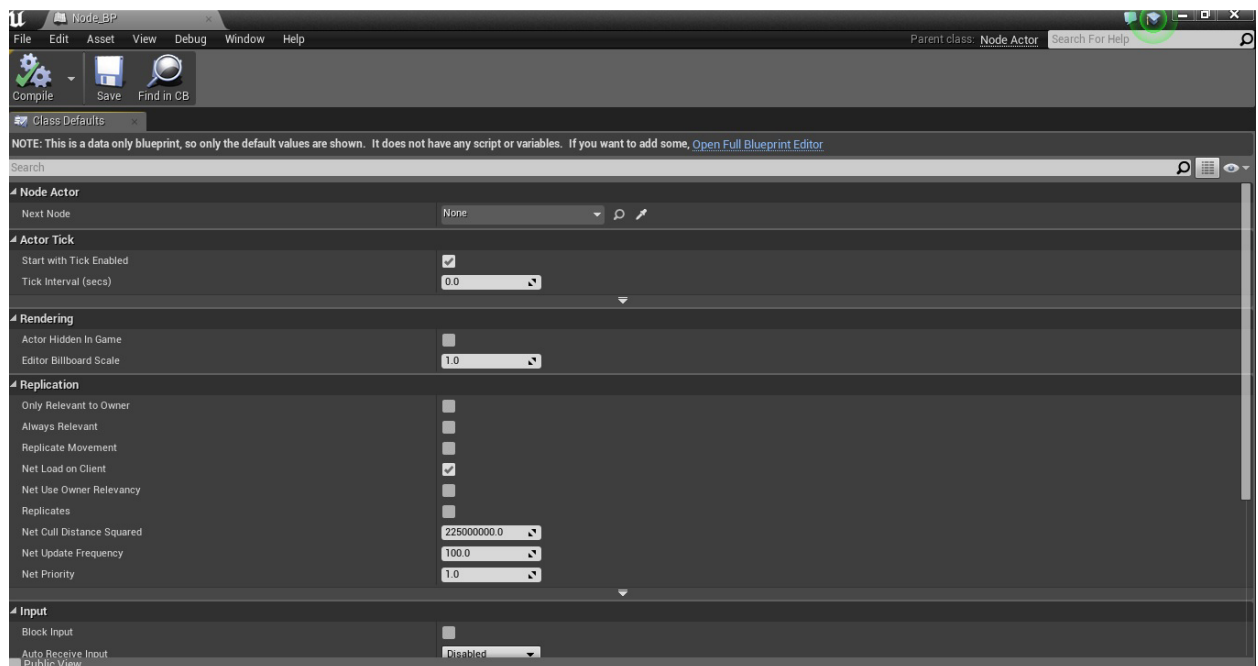 Node_BP
File Edit Asset View Debug Window Help Parent class: Node Actor Search For Help
Compile Save Find in CB
Class Defaults
NOTE: This is a data only blueprint, so only the default values are shown. It does not have any script or variables. If you want to add some, Open Full Blueprint Editor
Search
Node Actor
Next Node None
Actor Tick
Start with Tick Enabled
Tick Interval (secs) 0.0
Rendering
Actor Hidden In Game
Editor Billboard Scale 1.0
Replication
Only Relevant to Owner
Always Relevant
Replicate Movement
Net Load on Client
Net Use Owner Relevancy
Replicates
Net Cull Distance Squared 225000000.0
Net Update Frequency 100.0
Net Priority 1.0
Input
Block Input
Auto Receive Input Disabled
Public View